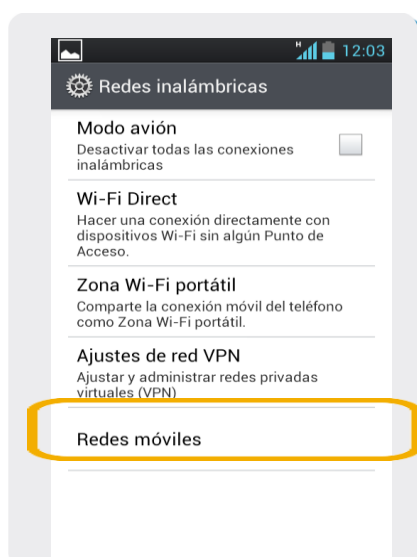 H 12:03
Redes inalámbricas
Modo avión
Desactivar todas las conexiones
inalámbricas
Wi-Fi Direct
Hacer una conexión directamente con
dispositivos Wi-Fi sin algún Punto de
Acceso.
Zona Wi-Fi portátil
Comparte la conexión móvil del teléfono
como Zona Wi-Fi portátil.
Ajustes de red VPN
Ajustar y administrar redes privadas
virtuales (VPN)
Redes móviles